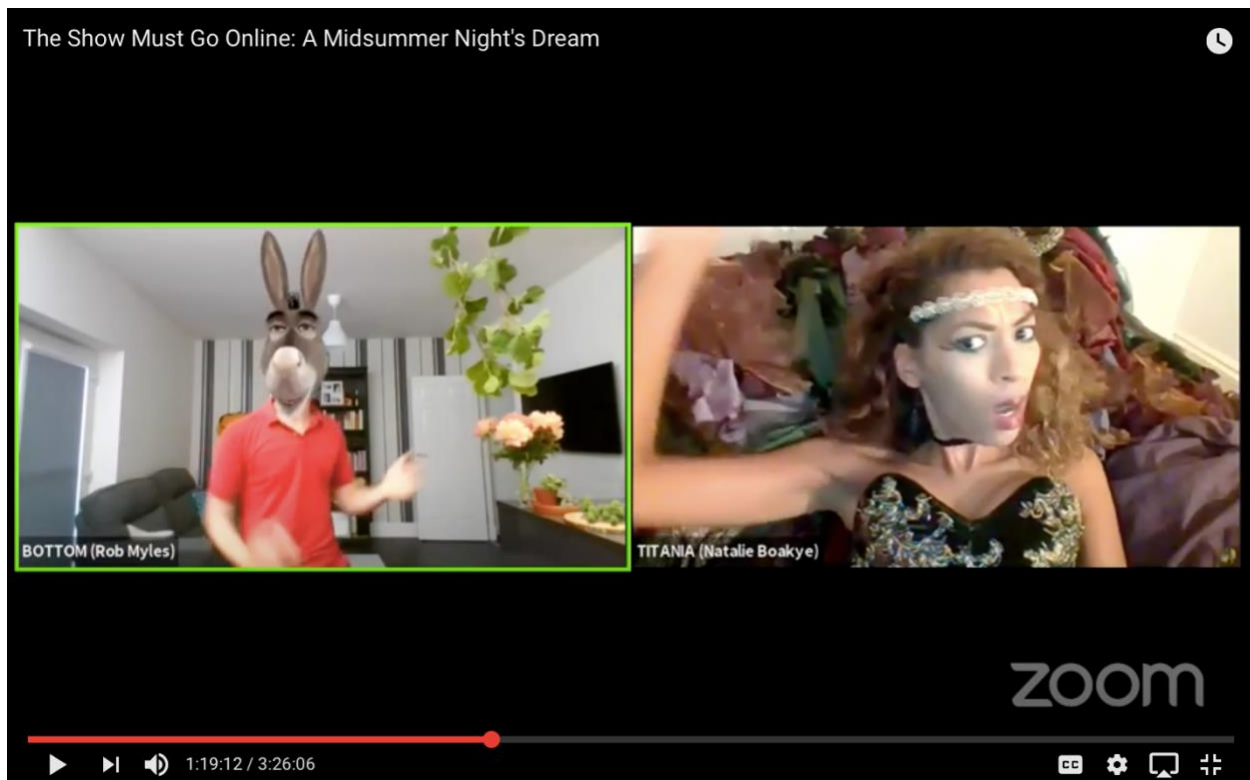 The Show Must Go Online: A Midsummer Night's Dream
BOTTOM (Rob Myles)
TITANIA (Natalie Boakye)
zoom
1:19:12 / 3:26:06
CC